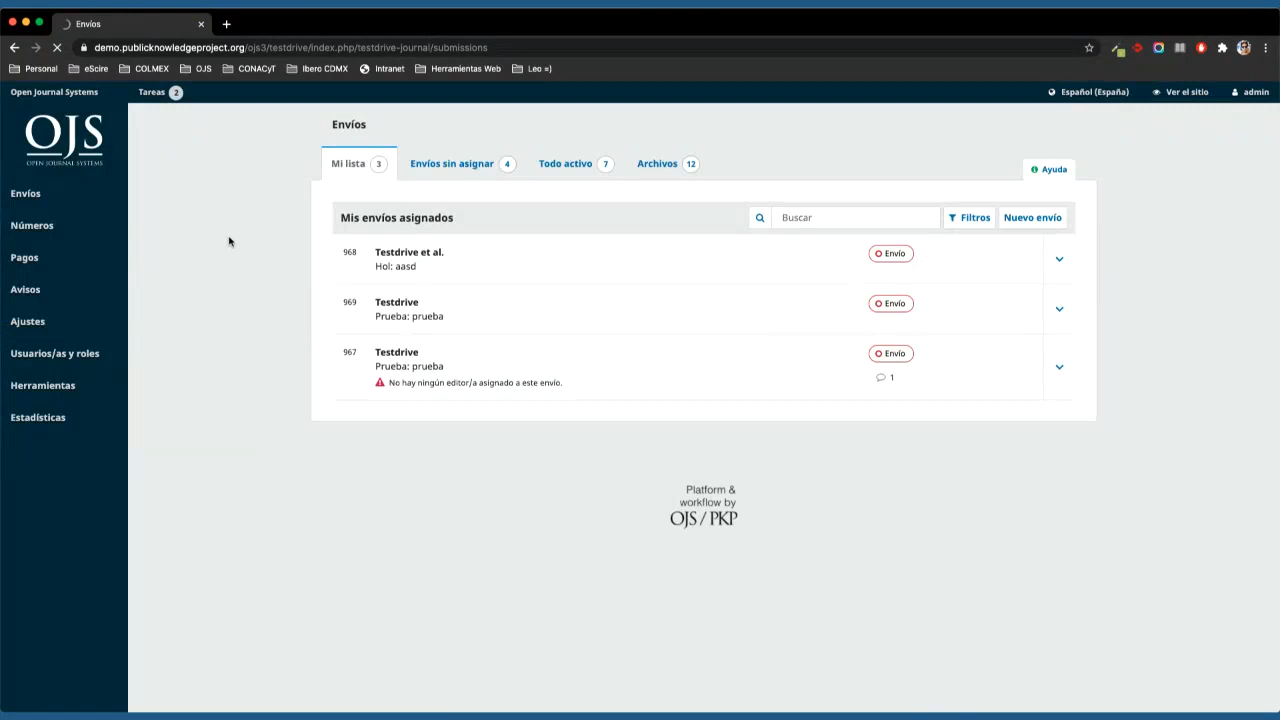 Envíos
demo.publicknowledgeproject.org/ojs3/testdrive/index.php/testdrive-journal/submissions
Personal eScire COLMEX OJS CONACyT Ibero CDMX Intranet Herramientas Web Leo =)
Open Journal Systems Tareas 2 Español (España) Ver el sitio admin
OJS
OPEN JOURNAL SYSTEMS
Envíos
Números
Pagos
Avisos
Ajustes
Usuarios/as y roles
Herramientas
Estadísticas
Envíos
Mi lista 3 Envíos sin asignar 4 Todo activo 7 Archivos 12
Ayuda
Mis envíos asignados Buscar Filtros Nuevo envío
968 Testdrive et al. Envío
Hol: aasd
969 Testdrive Envío
Prueba: prueba
967 Testdrive Envío
Prueba: prueba
No hay ningún editor/a asignado a este envío. 1
Platform &
workflow by
OJS / PKP